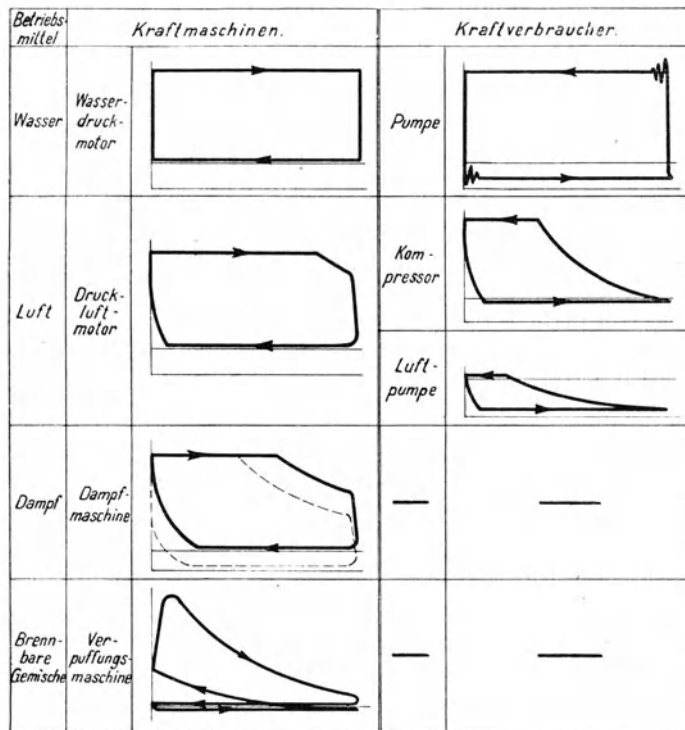 Betriebs-
mittel
Kraftmaschinen.
Kraftverbraucher.
Wasser
Wasser-
druck-
motor
Pumpe
Luft
Druck-
luft-
motor
Kom-
pressor
Luft-
pumpe
Dampf
Dampf-
maschine
Brenn-
bare
Gemische
Ver-
puffungs-
maschine